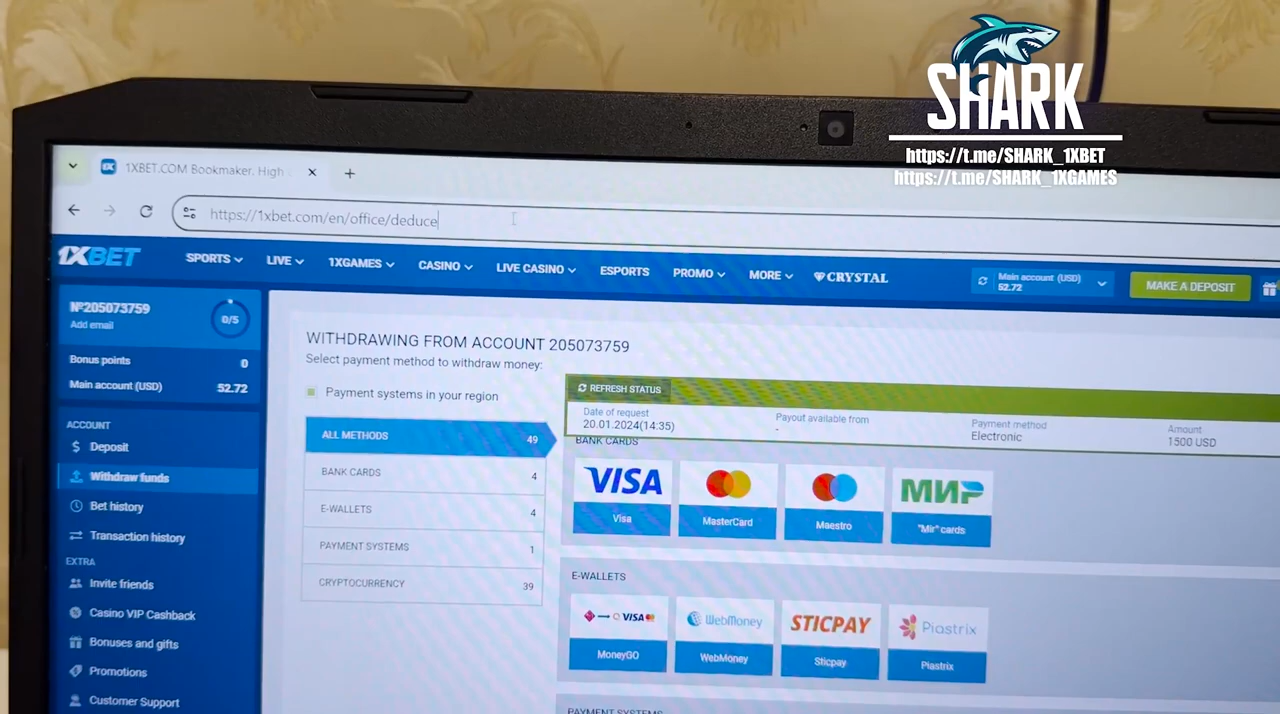 SHARK
https://t.me/SHARK_1XBET
https://t.me/SHARK_1XGAMES
1XBET.COM Bookmaker. High
https://1xbet.com/en/office/deduce
1XBET
SPORTS LIVE 1XGAMES CASINO LIVE CASINO ESPORTS PROMO MORE CRYSTAL
Main account (USD)
52.72
MAKE A DEPOSIT
№205073759
Add email
0/5
Bonus points 0
Main account (USD) 52.72
ACCOUNT
Deposit
Withdraw funds
Bet history
Transaction history
EXTRA
Invite friends
Casino VIP Cashback
Bonuses and gifts
Promotions
Customer Support
WITHDRAWING FROM ACCOUNT 205073759
Select payment method to withdraw money:
Payment systems in your region
ALL METHODS 49
BANK CARDS 4
E-WALLETS 4
PAYMENT SYSTEMS 1
CRYPTOCURRENCY 39
REFRESH STATUS
Date of request
20.01.2024(14:35)
Payout available from
-
Payment method
Electronic
Amount
1500 USD
BANK CARDS
VISA
МИР
Visa MasterCard Maestro "Mir" cards
E-WALLETS
VISA WebMoney STICPAY Piastrix
MoneyGO WebMoney Sticpay Piastrix
PAYMENT SYSTEMS